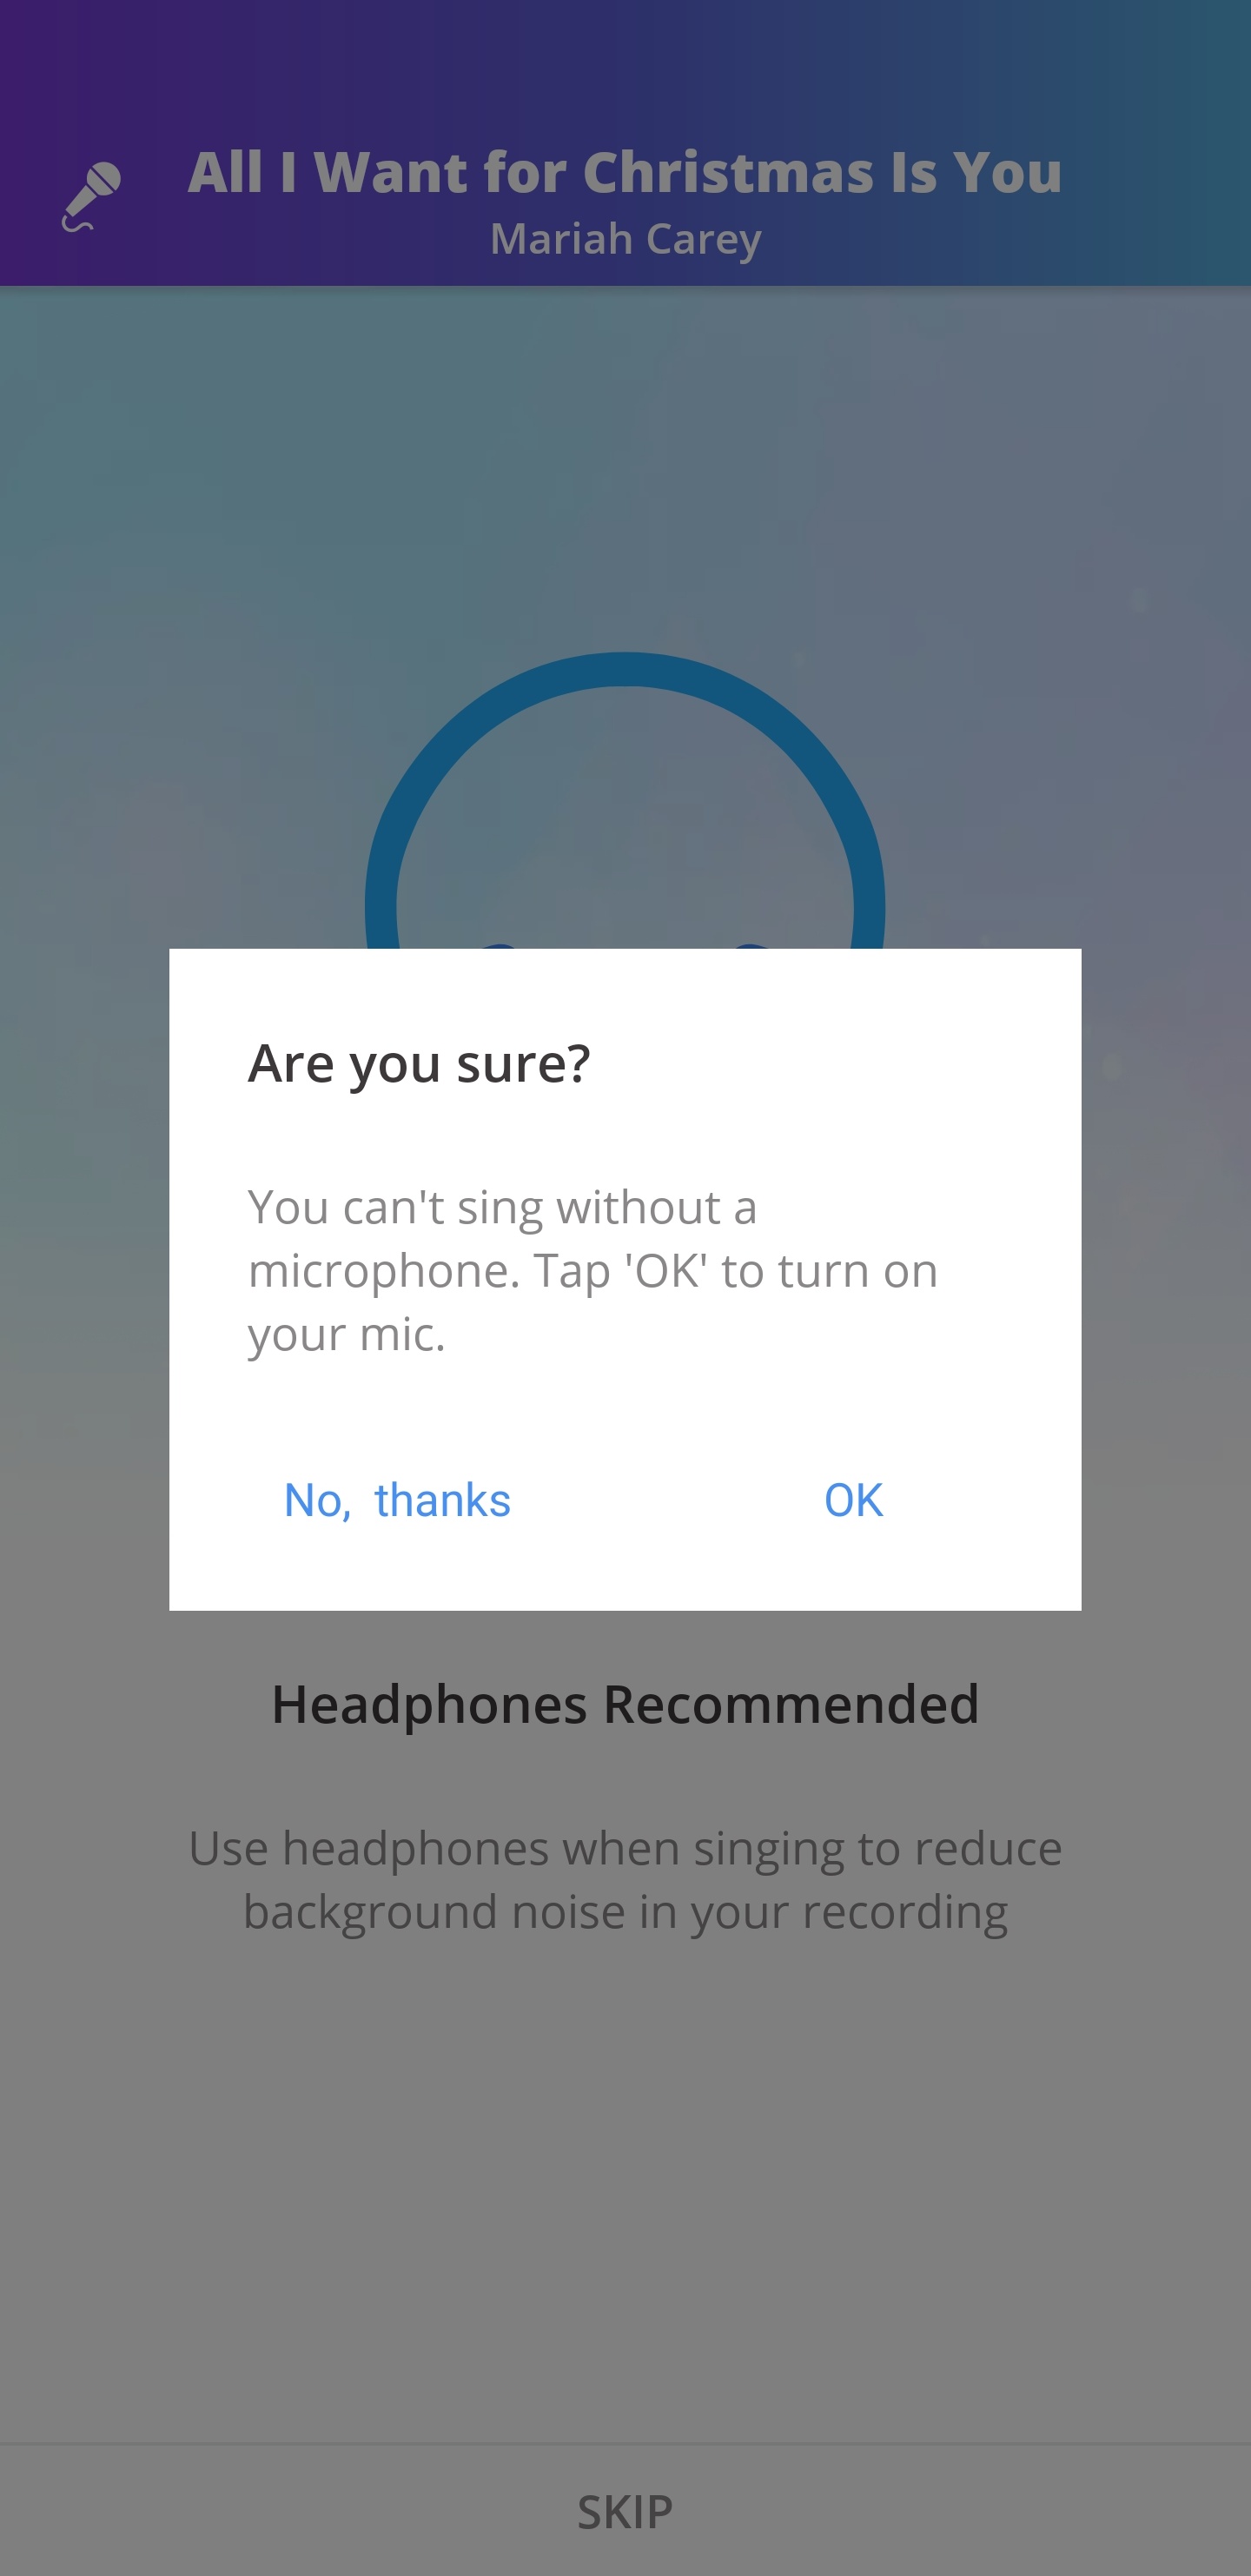 All I Want for Christmas Is You
Mariah Carey
Are you sure?
You can't sing without a
microphone. Tap 'OK' to turn on
your mic.
No, thanks
OK
Headphones Recommended
Use headphones when singing to reduce
background noise in your recording
SKIP